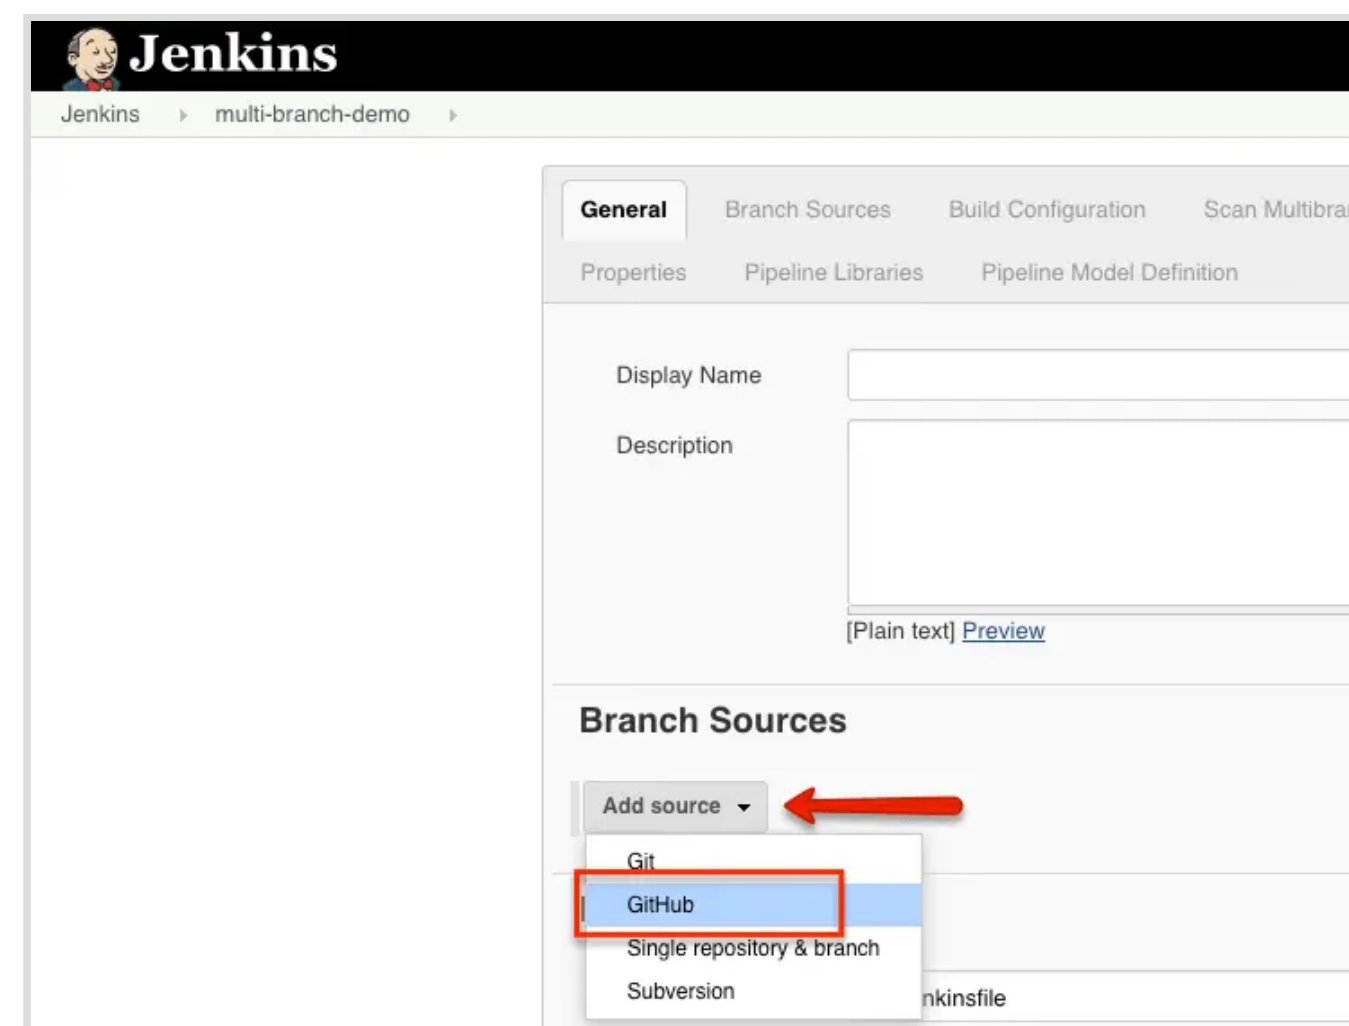 Jenkins
Jenkins multi-branch-demo
General Branch Sources Build Configuration Scan
Properties Pipeline Libraries Pipeline Model Definition
Display Name
Description
[Plain text] Preview
Branch Sources
Add source
Git
GitHub
Single repository & branch
Subversion